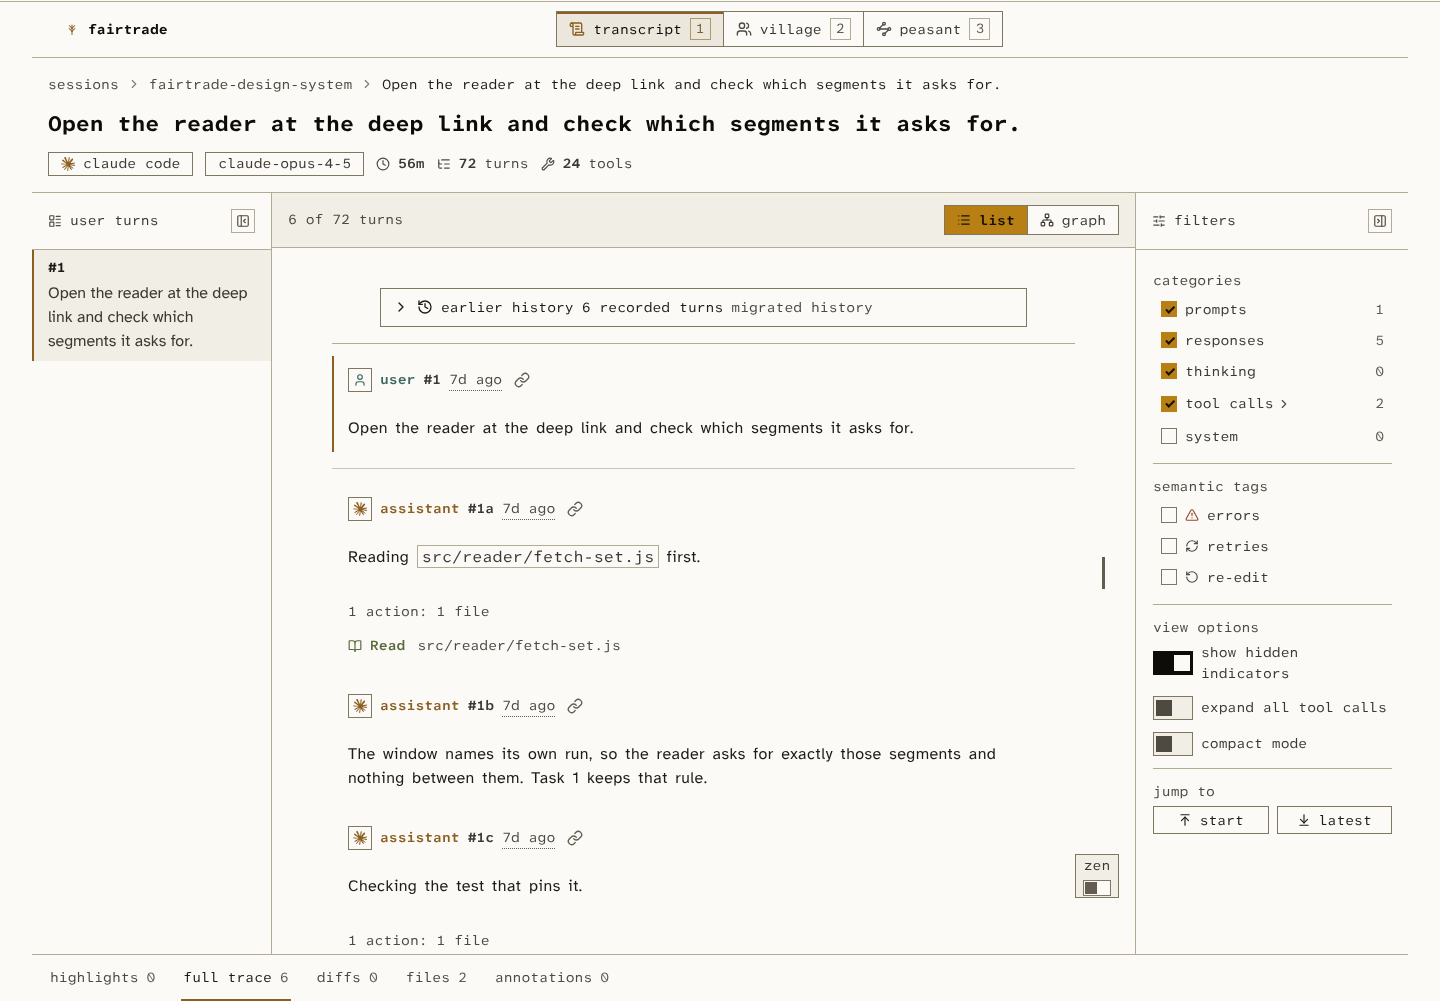 fairtrade
transcript 1
village 2
peasant 3
sessions > fairtrade-design-system > Open the reader at the deep link and check which segments it asks for.
Open the reader at the deep link and check which segments it asks for.
claude code
claude-opus-4-5
56m
72 turns
24 tools
user turns
#1
Open the reader at the deep
link and check which
segments it asks for.
6 of 72 turns
list
graph
earlier history 6 recorded turns migrated history
user #1 7d ago
Open the reader at the deep link and check which segments it asks for.
assistant #1a 7d ago
Reading src/reader/fetch-set.js first.
1 action: 1 file
Read src/reader/fetch-set.js
assistant #1b 7d ago
The window names its own run, so the reader asks for exactly those segments and
nothing between them. Task 1 keeps that rule.
assistant #1c 7d ago
Checking the test that pins it.
1 action: 1 file
zen
filters
categories
prompts 1
responses 5
thinking 0
tool calls > 2
system 0
semantic tags
errors
retries
re-edit
view options
show hidden
indicators
expand all tool calls
compact mode
jump to
start
latest
highlights 0
full trace 6
diffs 0
files 2
annotations 0